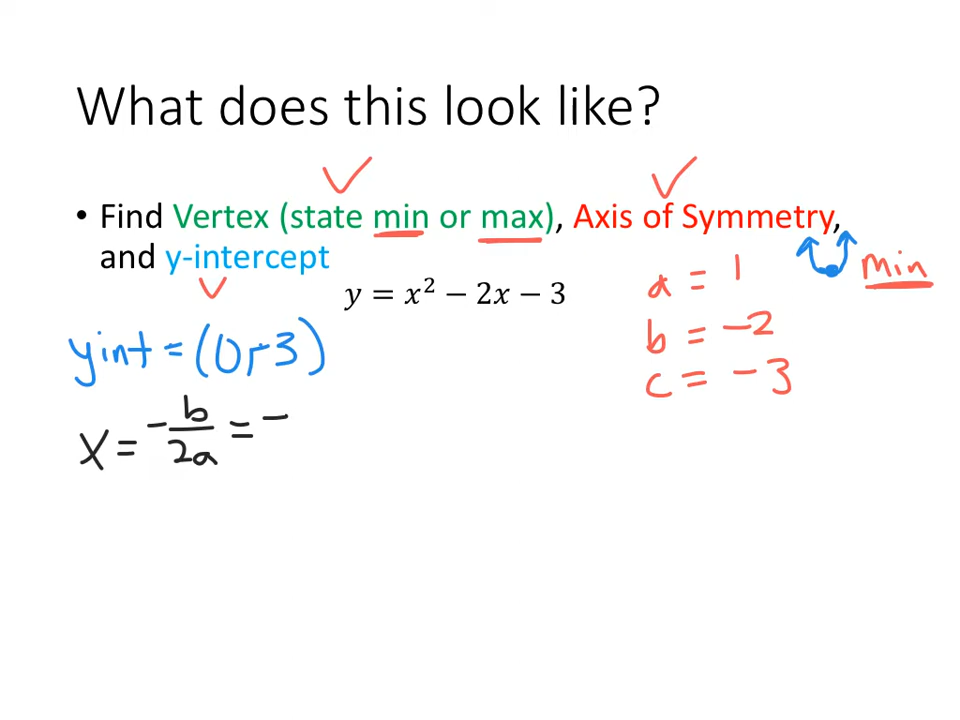 What does this look like?
• Find Vertex (state min or max), Axis of Symmetry,
and y-intercept
min
y = x² − 2x − 3
a = 1
b = -2
c = -3
yint = (0,-3)
x = -b/2a = -